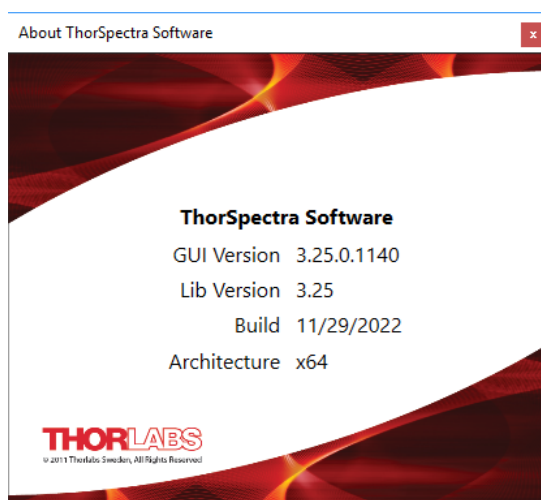 About ThorSpectra Software
x
ThorSpectra Software
GUI Version 3.25.0.1140
Lib Version 3.25
Build 11/29/2022
Architecture x64
THORLABS
© 2011 Thorlabs Sweden, All Rights Reserved